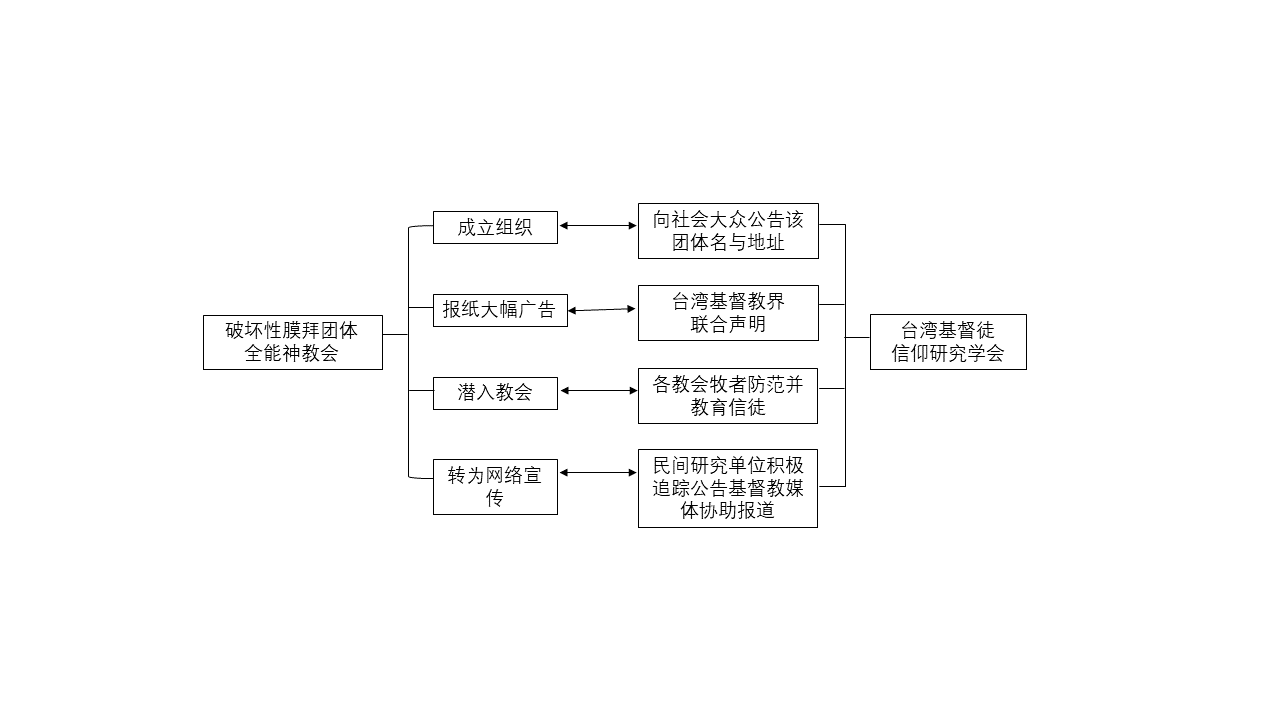 破坏性膜拜团体
全能神教会
成立组织
报纸大幅广告
潜入教会
转为网络宣
传
向社会大众公告该
团体名与地址
台湾基督教界
联合声明
各教会牧者防范并
教育信徒
民间研究单位积极
追踪公告基督教媒
体协助报道
台湾基督徒
信仰研究学会